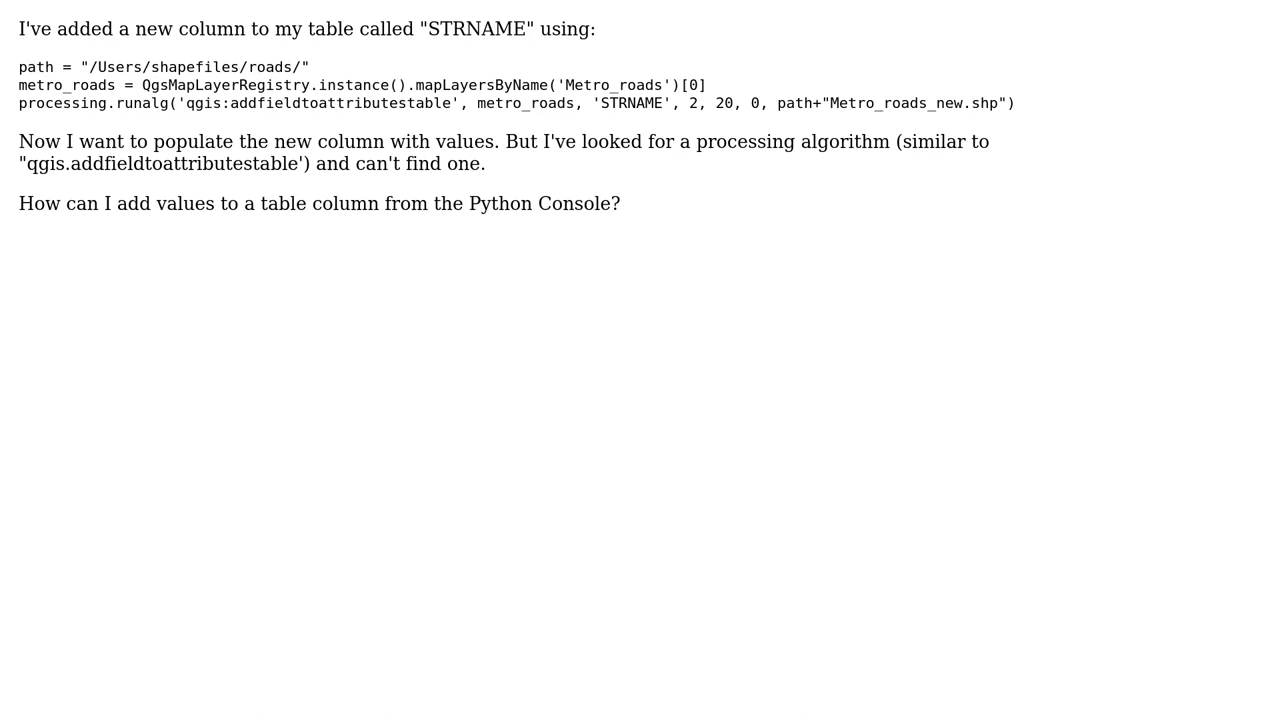 I've added a new column to my table called "STRNAME" using:
path = "/Users/shapefiles/roads/"
metro_roads = QgsMapLayerRegistry.instance().mapLayersByName('Metro_roads')[0]
processing.runalg('qgis:addfieldtoattributestable', metro_roads, 'STRNAME', 2, 20, 0, path+"Metro_roads_new.shp")
Now I want to populate the new column with values. But I've looked for a processing algorithm (similar to
"qgis.addfieldtoattributestable') and can't find one.
How can I add values to a table column from the Python Console?